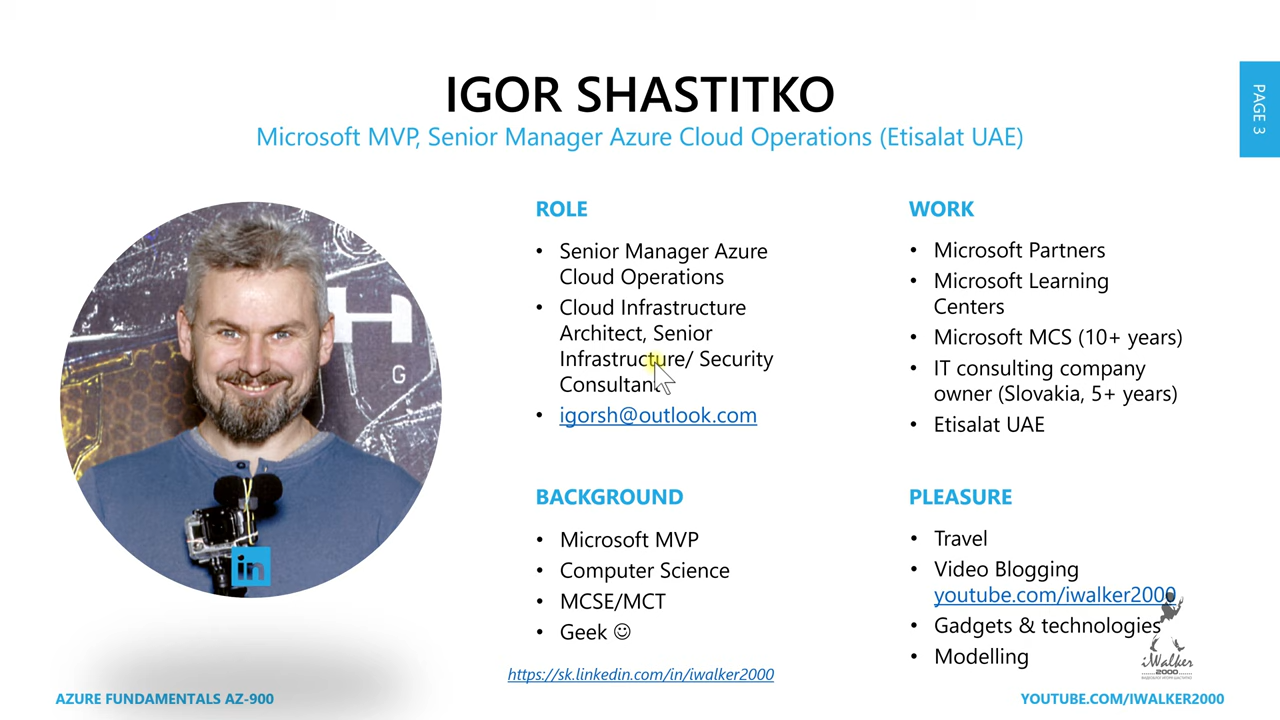 IGOR SHASTITKO
Microsoft MVP, Senior Manager Azure Cloud Operations (Etisalat UAE)
PAGE 3
ROLE
• Senior Manager Azure
Cloud Operations
• Cloud Infrastructure
Architect, Senior
Infrastructure/ Security
Consultant
• igorsh@outlook.com
WORK
• Microsoft Partners
• Microsoft Learning
Centers
• Microsoft MCS (10+ years)
• IT consulting company
owner (Slovakia, 5+ years)
• Etisalat UAE
H
G
in
BACKGROUND
• Microsoft MVP
• Computer Science
• MCSE/MCT
• Geek ☺
https://sk.linkedin.com/in/iwalker2000
PLEASURE
• Travel
• Video Blogging
youtube.com/iwalker2000
• Gadgets & technologies
• Modelling
iWalker
2000
AZURE FUNDAMENTALS AZ-900
YOUTUBE.COM/IWALKER2000